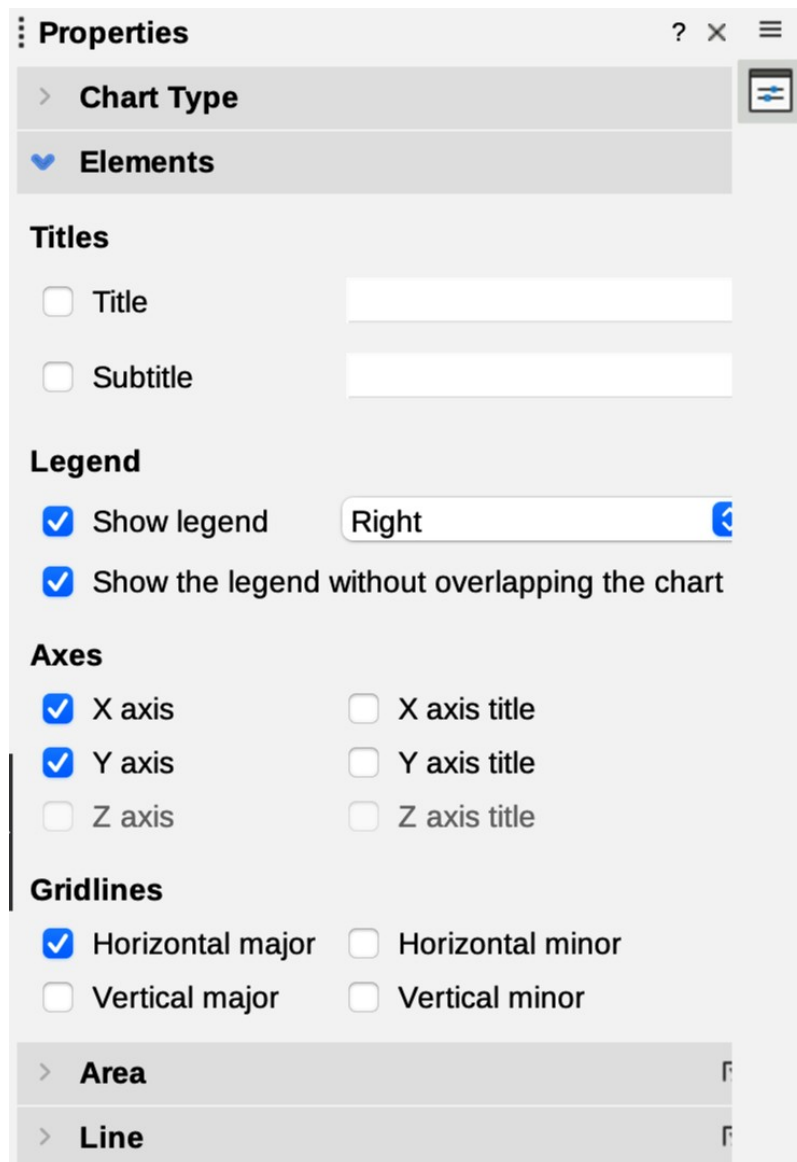 Properties ?
Chart Type
Elements
Titles
Title
Subtitle
Legend
Show legend Right
Show the legend without overlapping the chart
Axes
X axis X axis title
Y axis Y axis title
Z axis Z axis title
Gridlines
Horizontal major Horizontal minor
Vertical major Vertical minor
Area
Line